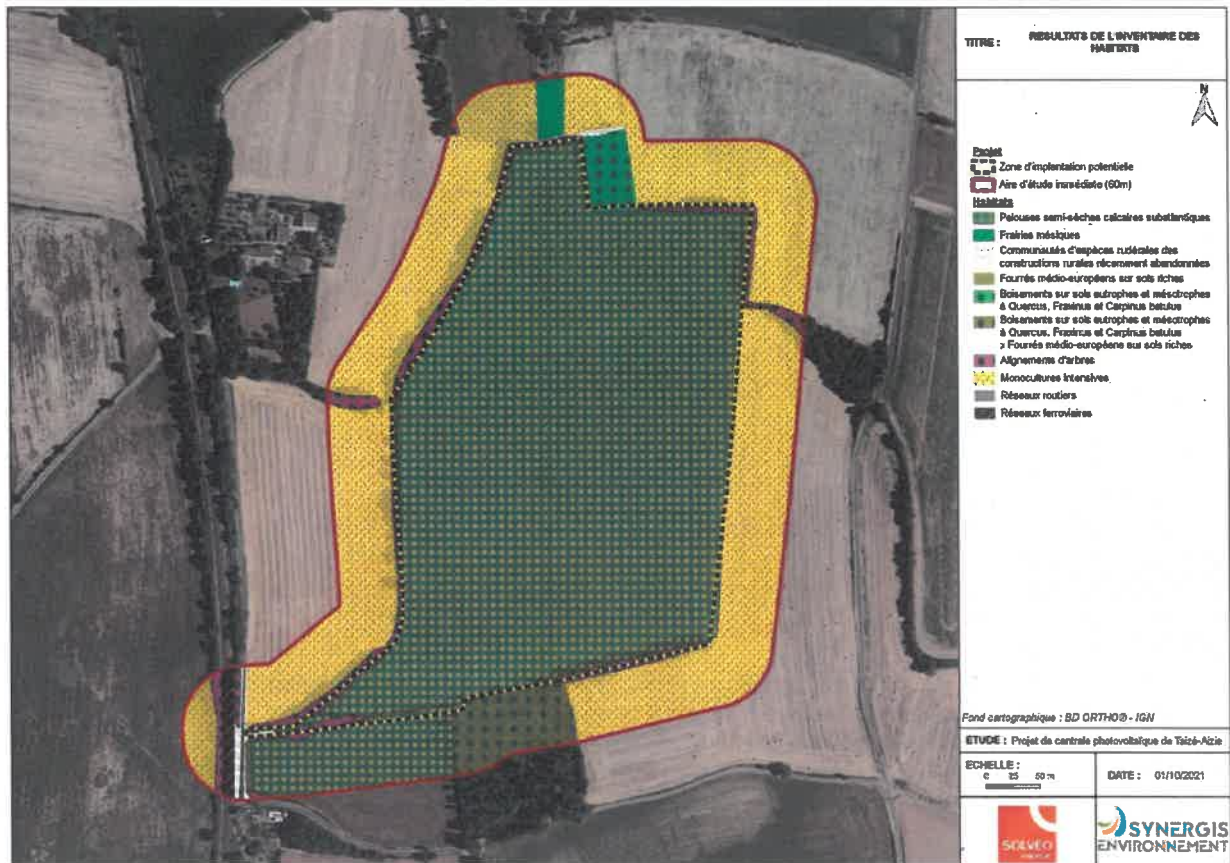 TITRE : RESULTATS DE L'INVENTAIRE DES
HABITATS
N
Projet
Zone d'implantation potentielle
Aire d'étude immédiate (60m)
Habitats
Pelouses semi-sèches calcaires subatlantiques
Prairies mésiques
Communautés d'espèces rudérales des
constructions rurales récemment abandonnées
Fourrés médio-européens sur sols riches
Boisements sur sols eutrophes et mésotrophes
à Quercus, Fraxinus et Carpinus betulus
Boisements sur sols eutrophes et mésotrophes
à Quercus, Fraxinus et Carpinus betulus
x Fourrés médio-européens sur sols riches
Alignements d'arbres
Monocultures intensives
Réseaux routiers
Réseaux ferroviaires
Fond cartographique : BD ORTHO® - IGN
ETUDE : Projet de centrale photovoltaïque de Taizé-Aizie
ECHELLE :
0 25 50 m
DATE : 01/10/2021
SOLVEO
SYNERGIS
ENVIRONNEMENT